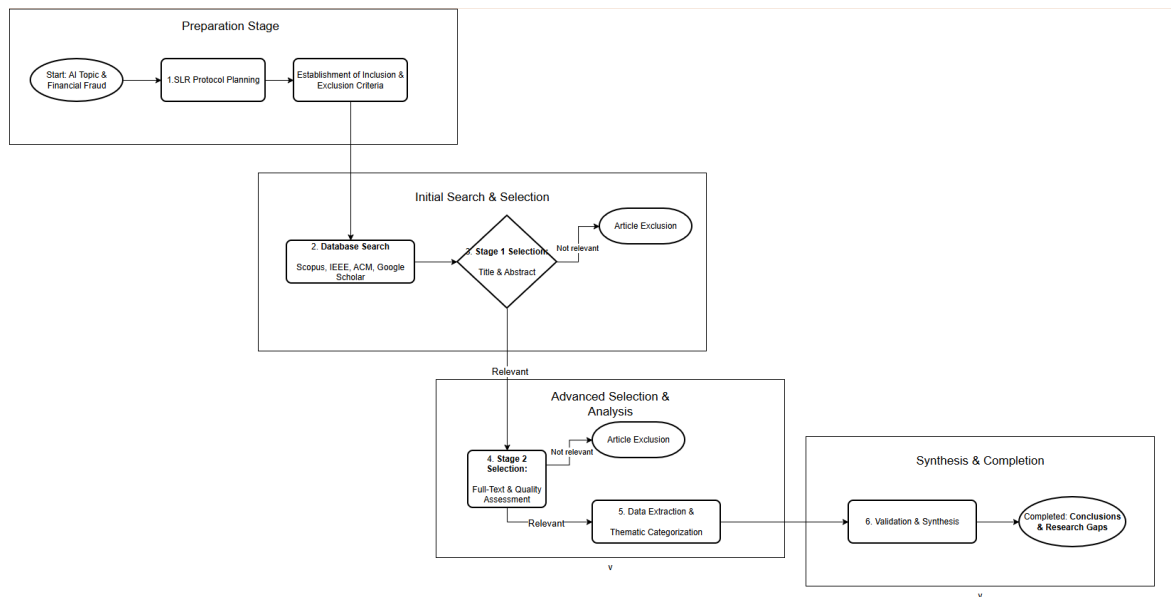 Preparation Stage
Start: AI Topic &
Financial Fraud
1.SLR Protocol Planning
Establishment of Inclusion &
Exclusion Criteria
Initial Search & Selection
2. Database Search
Scopus, IEEE, ACM, Google
Scholar
3. Stage 1 Selection:
Title & Abstract
Not relevant
Article Exclusion
Relevant
Advanced Selection &
Analysis
4. Stage 2
Selection:
Full-Text & Quality
Assessment
Not relevant
Article Exclusion
Relevant
5. Data Extraction &
Thematic Categorization
v
Synthesis & Completion
6. Validation & Synthesis
Completed: Conclusions
& Research Gaps
v